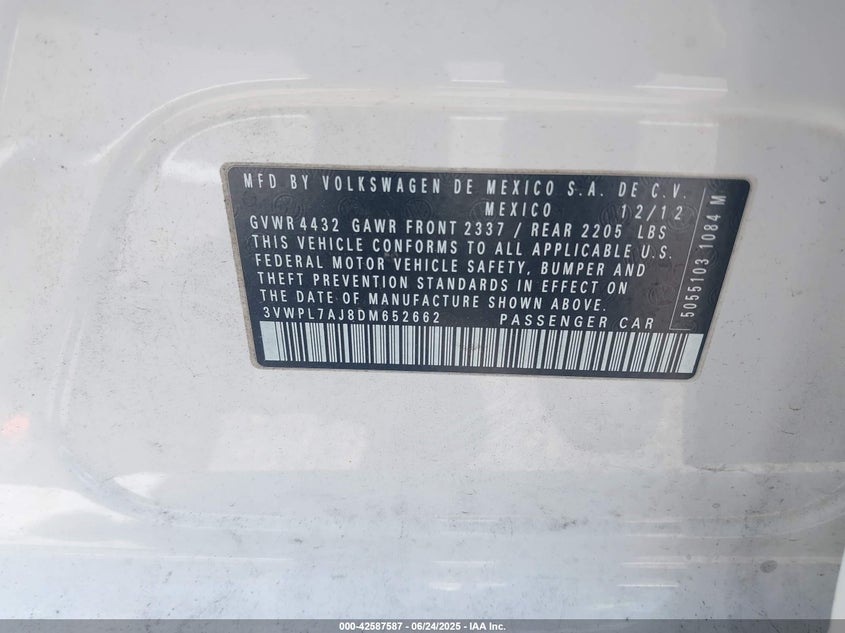 MFD BY VOLKSWAGEN DE MEXICO S.A. DE C.V.
MEXICO 12/12
GVWR 4432 GAWR FRONT 2337 / REAR 2205 LBS
THIS VEHICLE CONFORMS TO ALL APPLICABLE U.S.
FEDERAL MOTOR VEHICLE SAFETY, BUMPER AND
THEFT PREVENTION STANDARDS IN EFFECT ON
THE DATE OF MANUFACTURE SHOWN ABOVE.
3VWPL7AJ8DM652662 PASSENGER CAR
5055103 1084 M
000-42587587 - 06/24/2025 - IAA Inc.